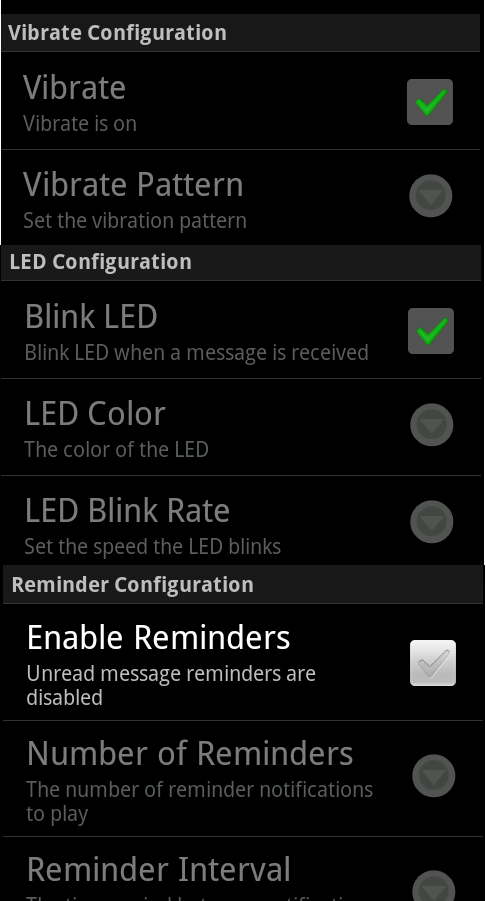 Vibrate Configuration
Vibrate
Vibrate is on
Vibrate Pattern
Set the vibration pattern
LED Configuration
Blink LED
Blink LED when a message is received
LED Color
The color of the LED
LED Blink Rate
Set the speed the LED blinks
Reminder Configuration
Enable Reminders
Unread message reminders are
disabled
Number of Reminders
The number of reminder notifications
to play
Reminder Interval